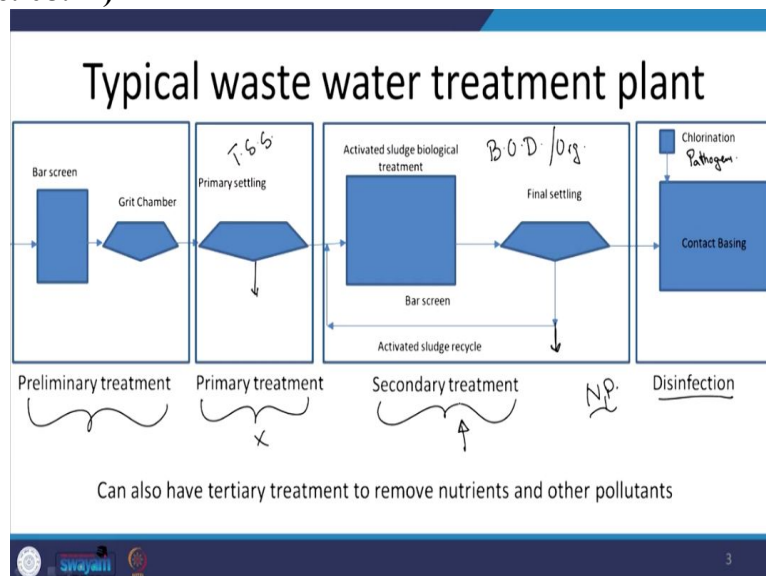 Typical waste water treatment plant
Bar screen
Grit Chamber
T.S.S.
Primary settling
Activated sludge biological
treatment
B.O.D./Org.
Final settling
Bar screen
Activated sludge recycle
Chlorination
Pathogen.
Contact Basing
Preliminary treatment
Primary treatment
Secondary treatment
N,P.
Disinfection
Can also have tertiary treatment to remove nutrients and other pollutants
swayam
3